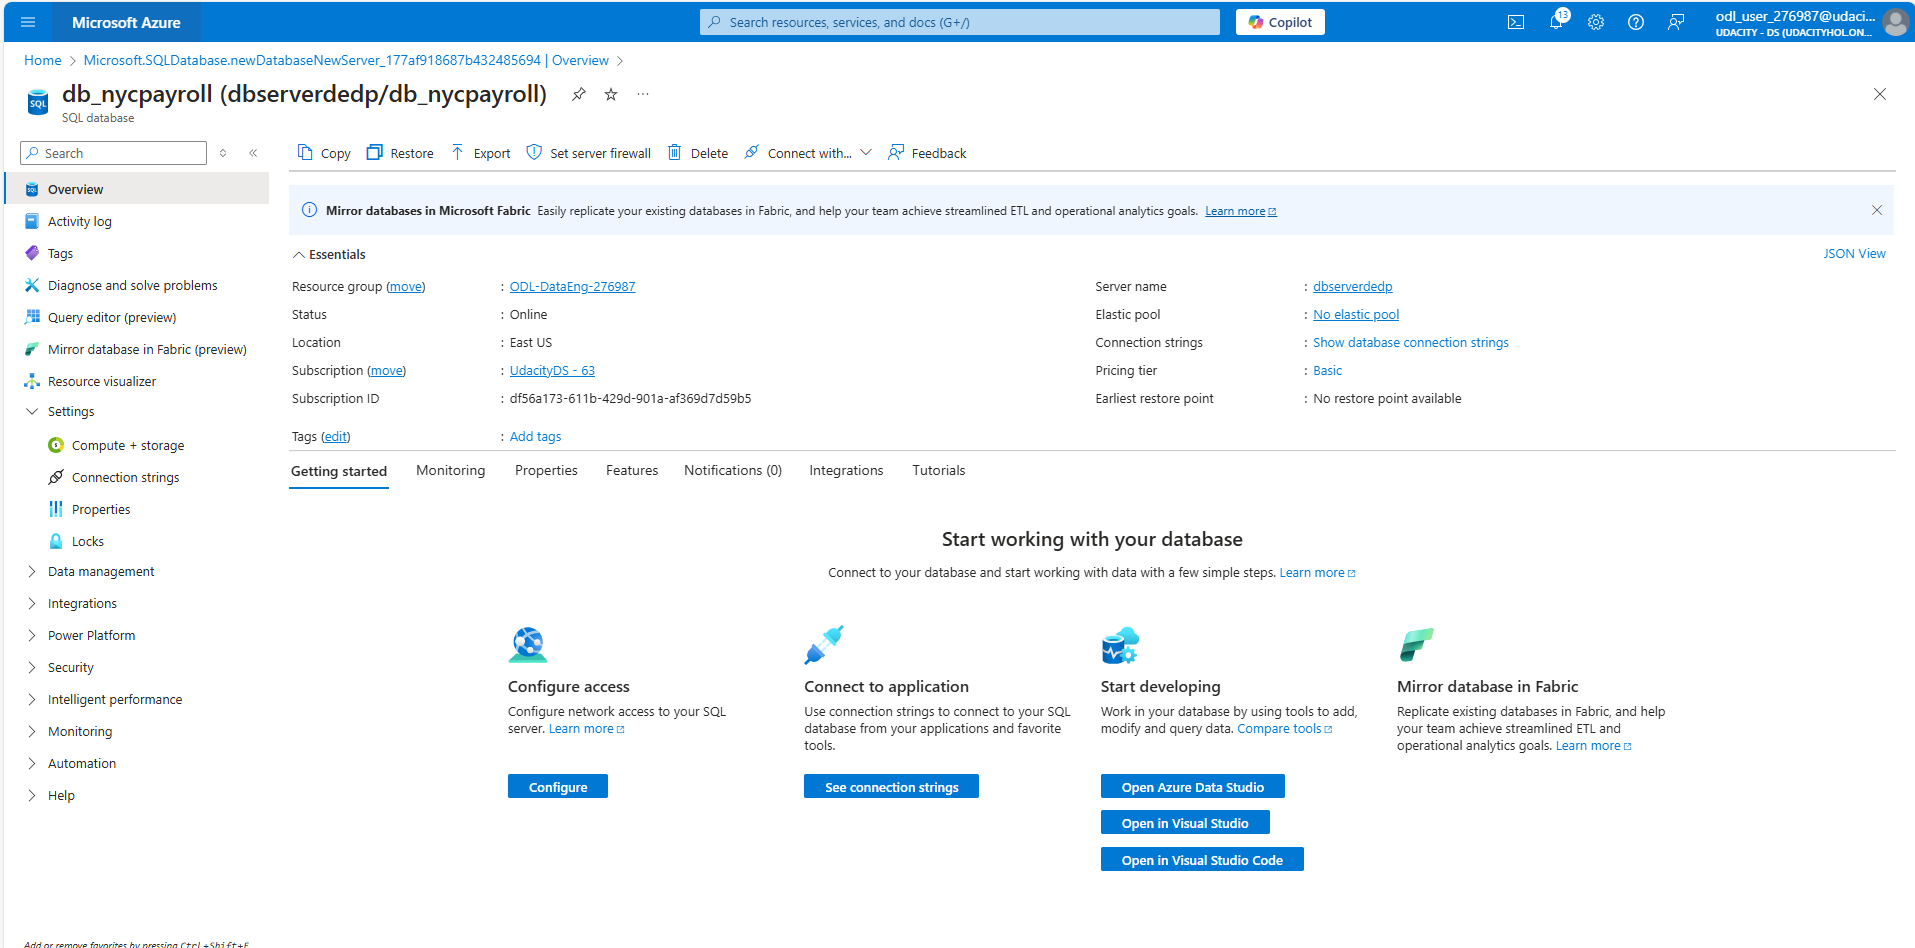 Microsoft Azure
Search resources, services, and docs (G+/)
Copilot
13
odl_user_276987@udaci...
UDACITY - DS (UDACITYHOL.ON...
Home > Microsoft.SQLDatabase.newDatabaseNewServer_177af918687b432485694 | Overview >
db_nycpayroll (dbserverdedp/db_nycpayroll)
SQL
SQL database
Search
Copy Restore Export Set server firewall Delete Connect with... Feedback
Overview
Activity log
Tags
Diagnose and solve problems
Query editor (preview)
Mirror database in Fabric (preview)
Resource visualizer
Settings
Compute + storage
Connection strings
Properties
Locks
Data management
Integrations
Power Platform
Security
Intelligent performance
Monitoring
Automation
Help
Add or remove favorites by pressing Ctrl+Shift+F
Mirror databases in Microsoft Fabric Easily replicate your existing databases in Fabric, and help your team achieve streamlined ETL and operational analytics goals. Learn more
Essentials
JSON View
Resource group (move) : ODL-DataEng-276987
Status : Online
Location : East US
Subscription (move) : UdacityDS - 63
Subscription ID : df56a173-611b-429d-901a-af369d7d59b5
Tags (edit) : Add tags
Server name : dbserverdedp
Elastic pool : No elastic pool
Connection strings : Show database connection strings
Pricing tier : Basic
Earliest restore point : No restore point available
Getting started Monitoring Properties Features Notifications (0) Integrations Tutorials
Start working with your database
Connect to your database and start working with data with a few simple steps. Learn more
Configure access
Configure network access to your SQL
server. Learn more
Configure
Connect to application
Use connection strings to connect to your SQL
database from your applications and favorite
tools.
See connection strings
Start developing
Work in your database by using tools to add,
modify and query data. Compare tools
Open Azure Data Studio
Open in Visual Studio
Open in Visual Studio Code
Mirror database in Fabric
Replicate existing databases in Fabric, and help
your team achieve streamlined ETL and
operational analytics goals. Learn more